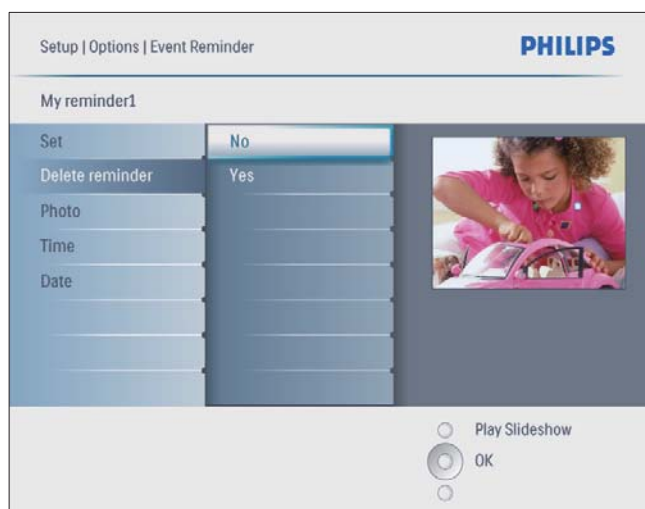 Setup | Options | Event Reminder
PHILIPS
My reminder1
Set
No
Delete reminder
Yes
Photo
Time
Date
Play Slideshow
OK